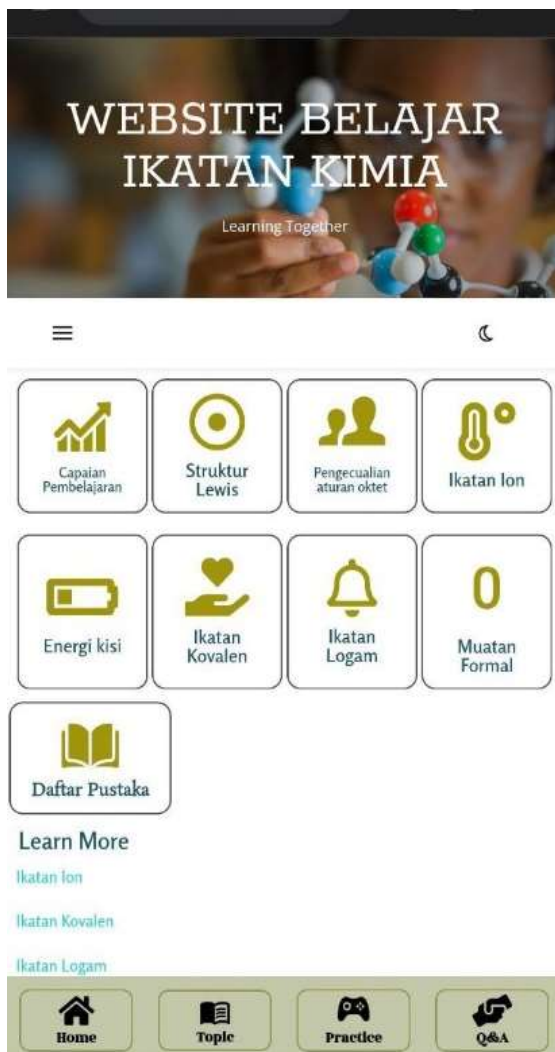 WEBSITE BELAJAR
IKATAN KIMIA
Learning Together
Capaian
Pembelajaran
Struktur
Lewis
Pengecualian
aturan oktet
Ikatan Ion
Energi kisi
Ikatan
Kovalen
Ikatan
Logam
0
Muatan
Formal
Daftar Pustaka
Learn More
Ikatan Ion
Ikatan Kovalen
Ikatan Logam
Home
Topic
Practice
Q&A